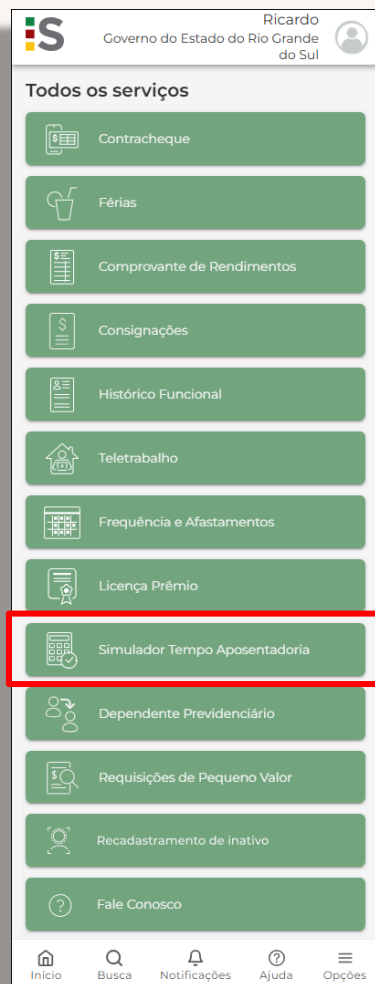 :S
Ricardo
Governo do Estado do Rio Grande
do Sul
Todos os serviços
Contracheque
Férias
Comprovante de Rendimentos
Consignações
Histórico Funcional
Teletrabalho
Frequência e Afastamentos
Licença Prêmio
Simulador Tempo Aposentadoria
Dependente Previdenciário
Requisições de Pequeno Valor
Recadastramento de inativo
Fale Conosco
Início Busca Notificações Ajuda Opções